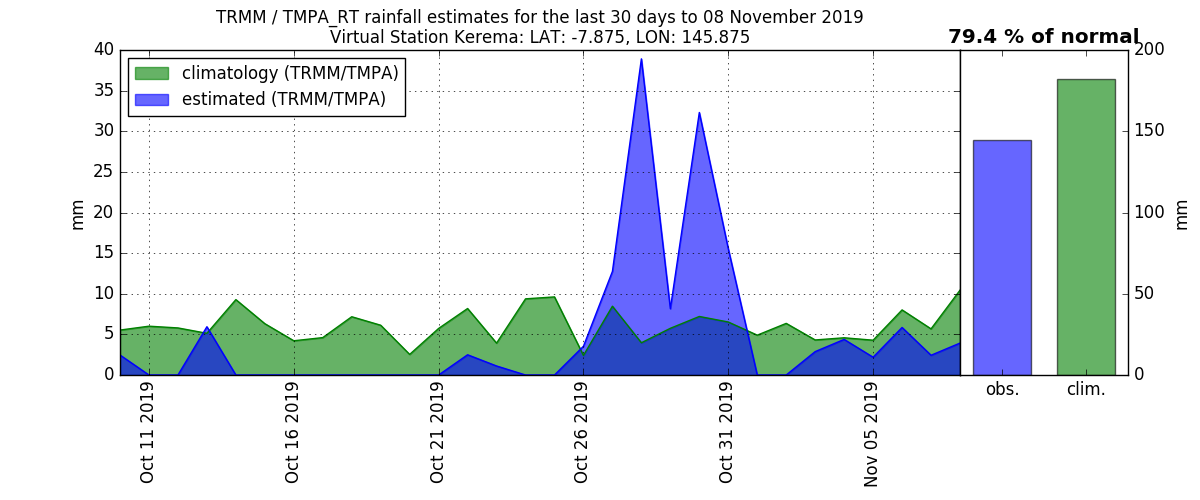 TRMM / TMPA_RT rainfall estimates for the last 30 days to 08 November 2019
Virtual Station Kerema: LAT: -7.875, LON: 145.875
79.4 % of normal
climatology (TRMM/TMPA)
estimated (TRMM/TMPA)
40
35
30
25
20
15
10
5
0
mm
Oct 11 2019
Oct 16 2019
Oct 21 2019
Oct 26 2019
Oct 31 2019
Nov 05 2019
obs.
clim.
200
150
100
50
0
mm